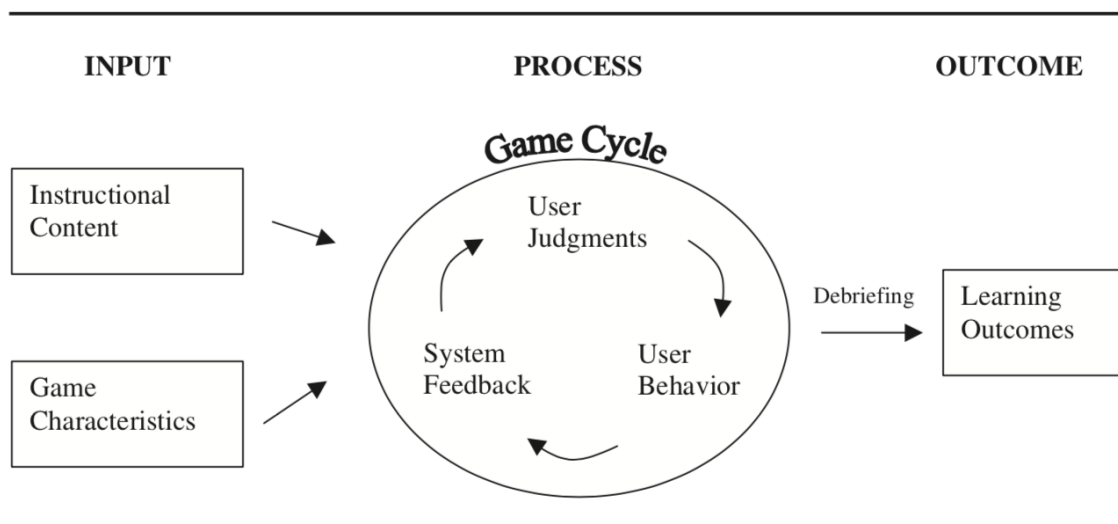 INPUT
PROCESS
OUTCOME
Game Cycle
Instructional
Content
User
Judgments
Debriefing
Learning
Outcomes
System
Feedback
User
Behavior
Game
Characteristics